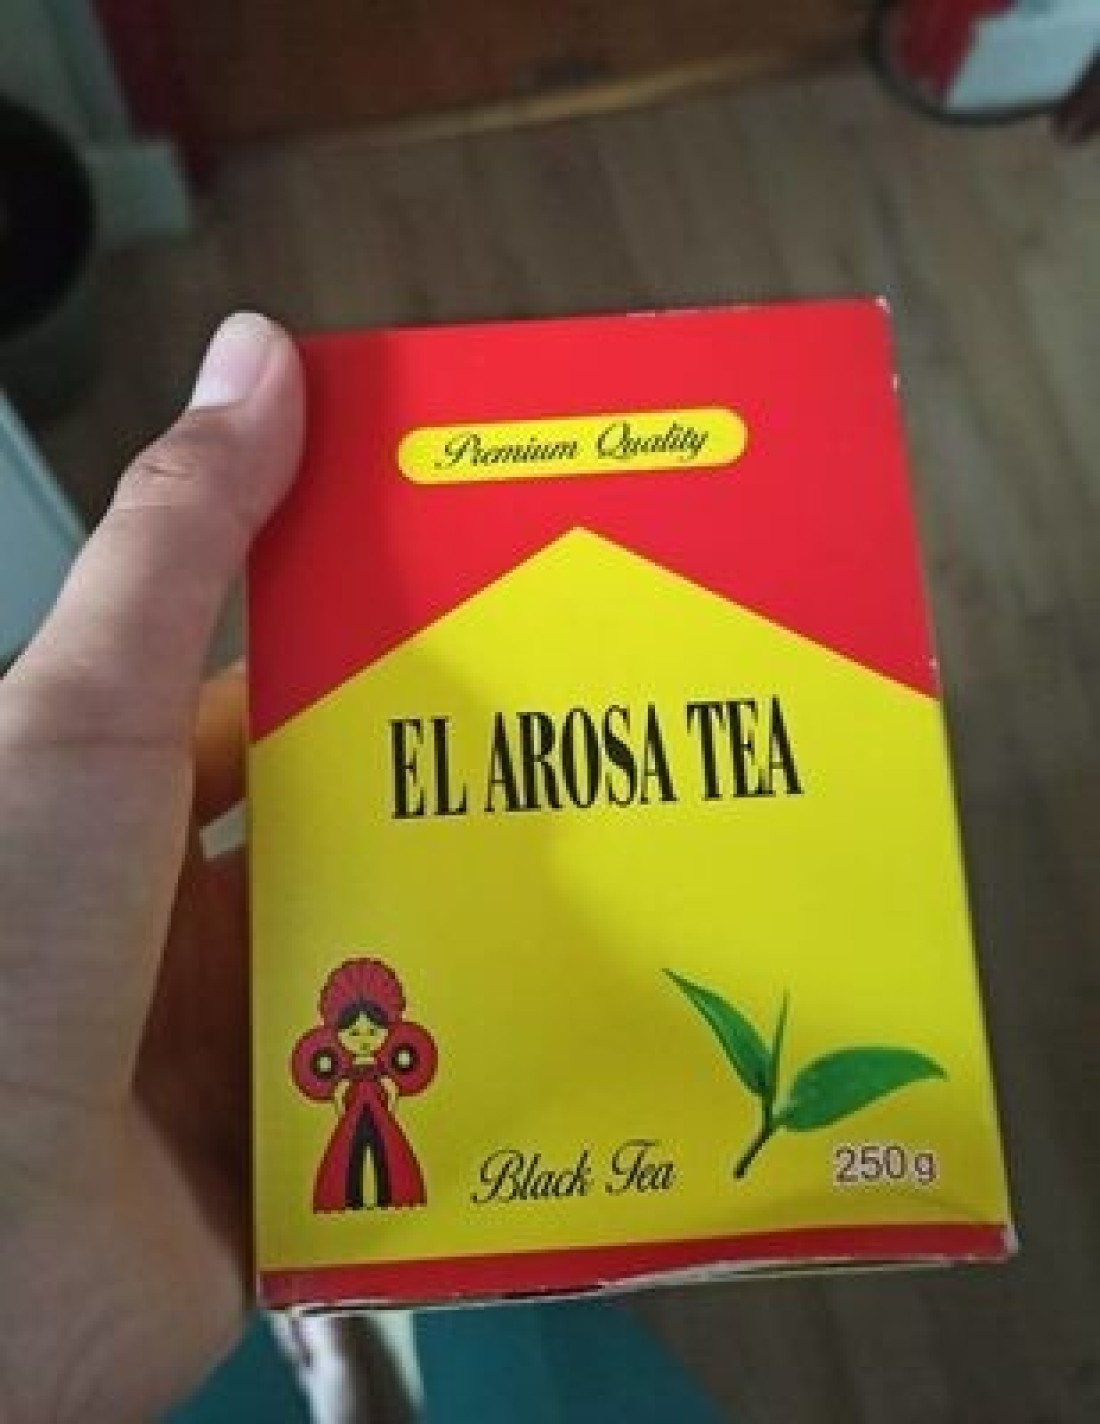 Premium Quality
EL AROSA TEA
Black Tea
250 g